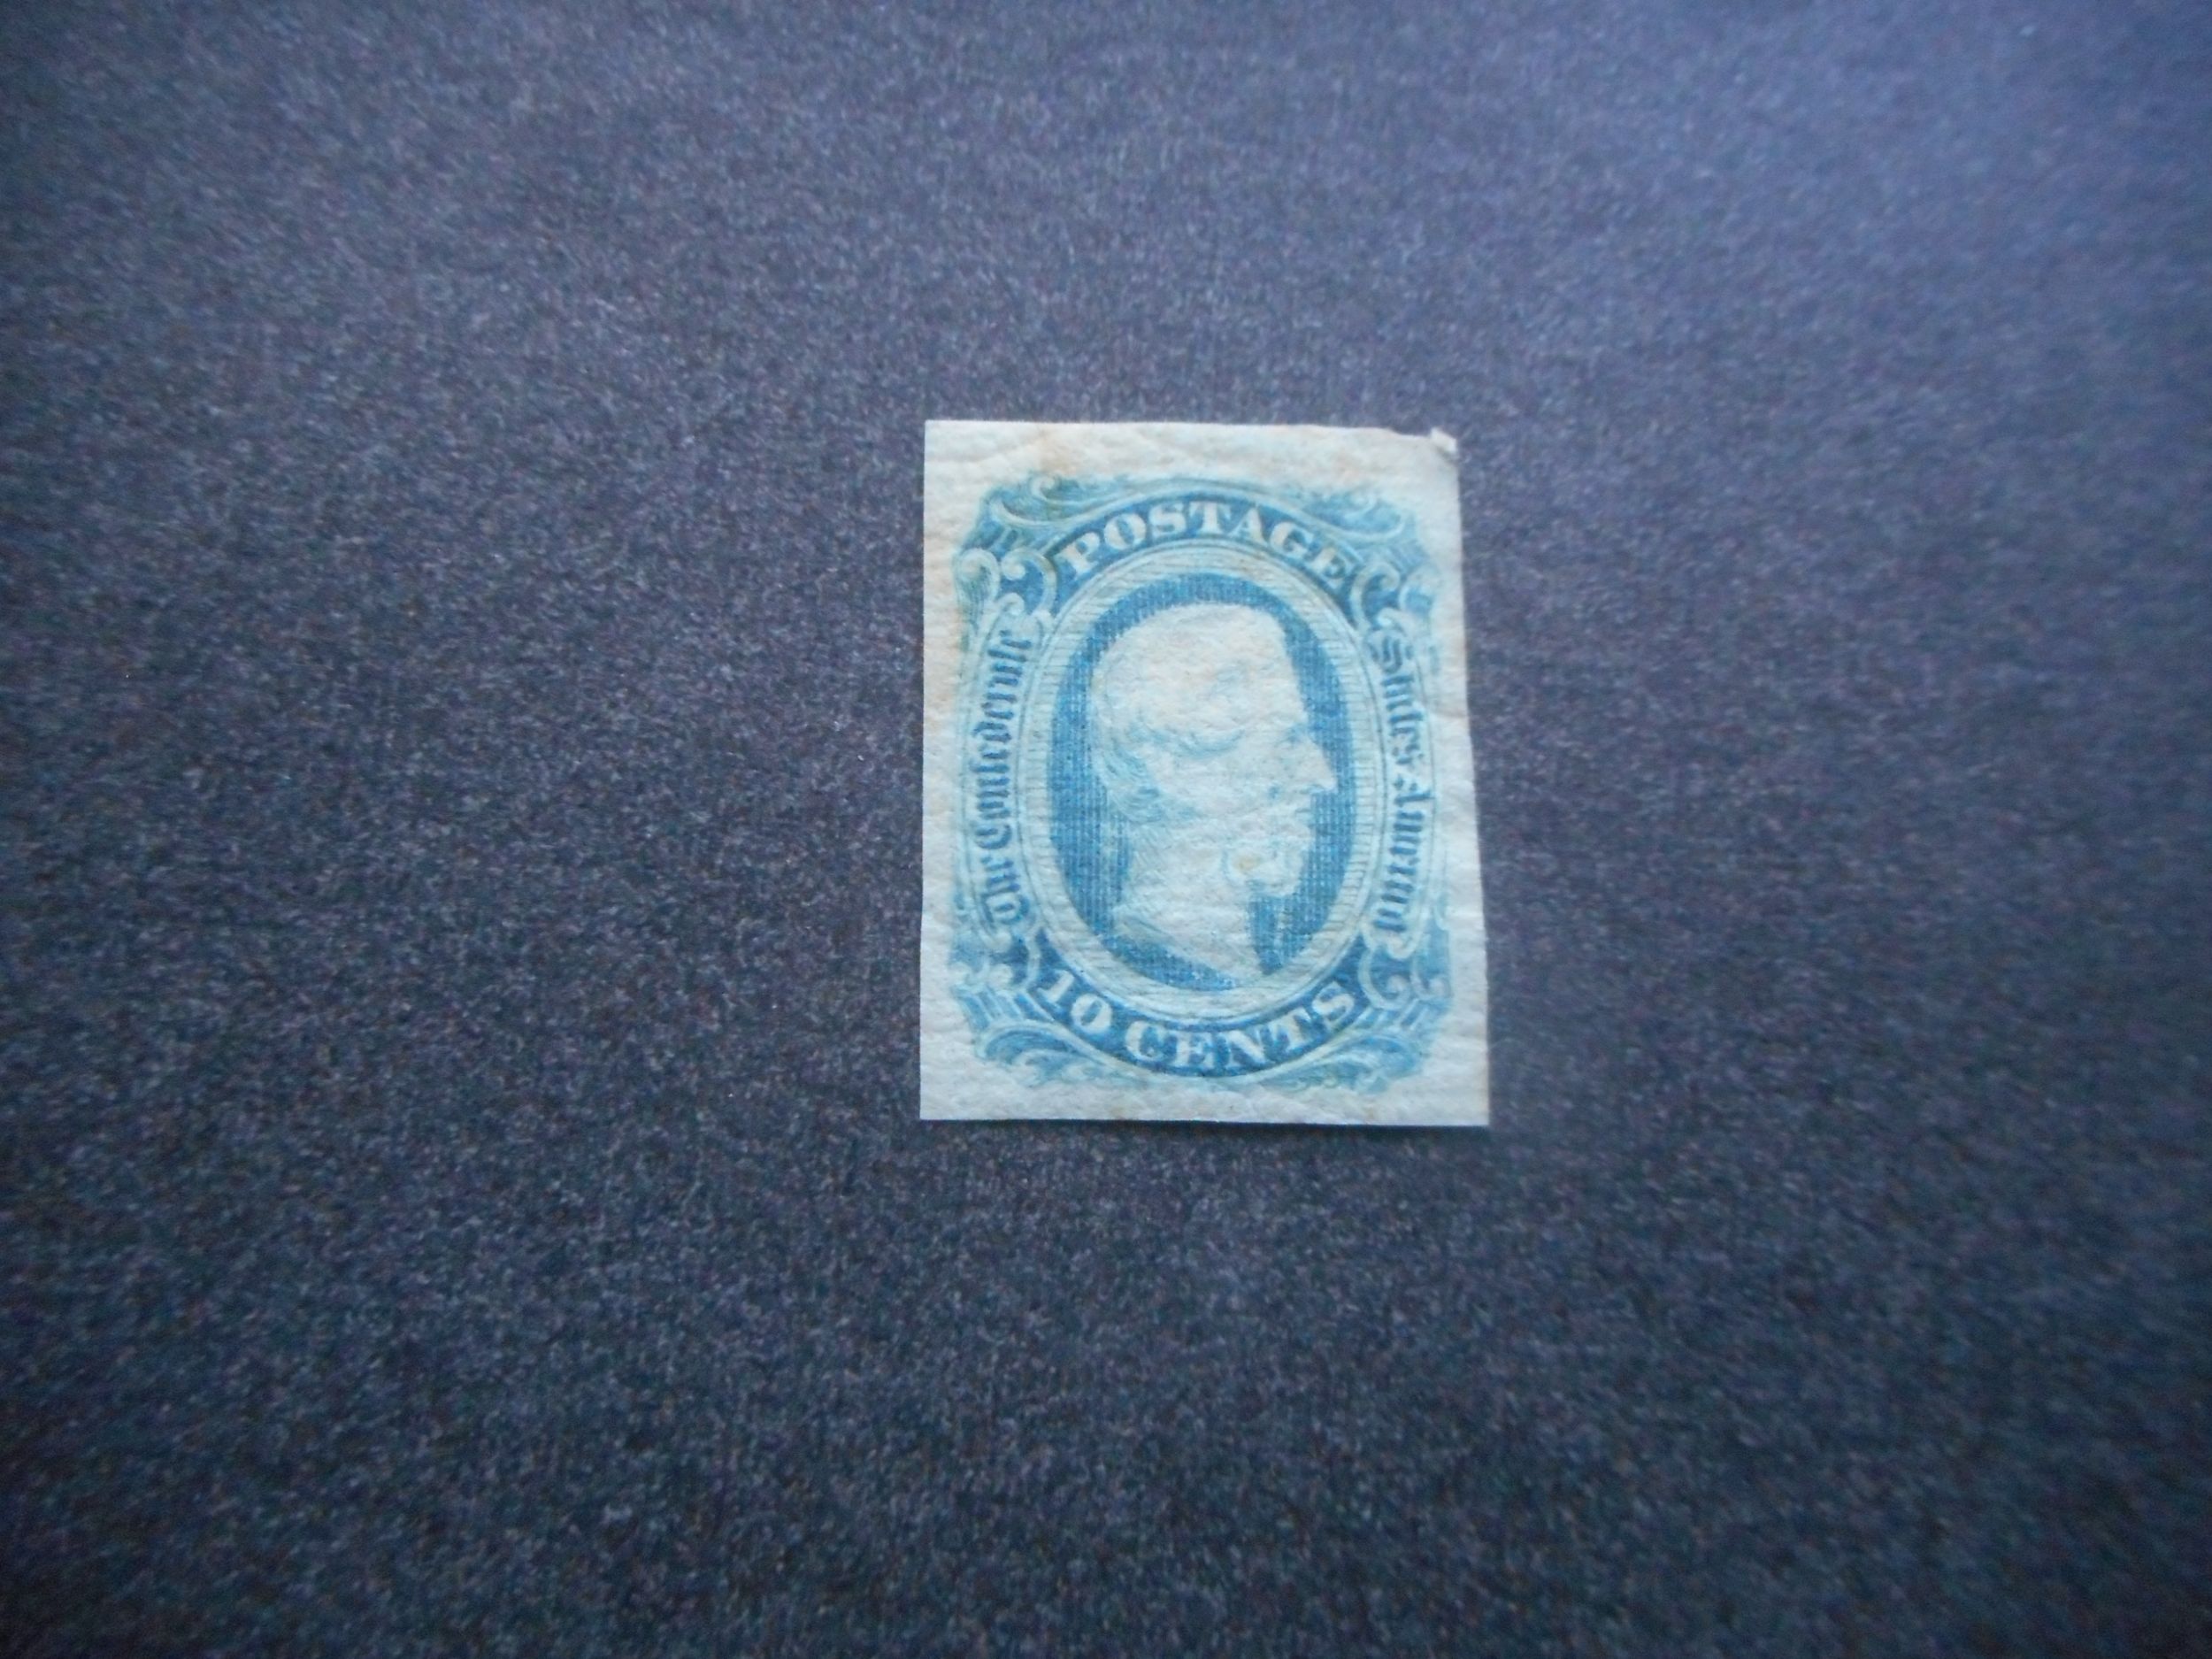 POSTAGE
The Confederate
States America
10 CENTS